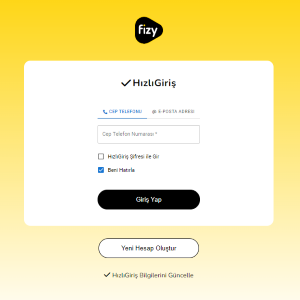 fizy
HızlıGiriş
CEP TELEFONU
E-POSTA ADRESİ
Cep Telefon Numarası *
HızlıGiriş Şifresi ile Gir
Beni Hatırla
Giriş Yap
Yeni Hesap Oluştur
HızlıGiriş Bilgilerini Güncelle